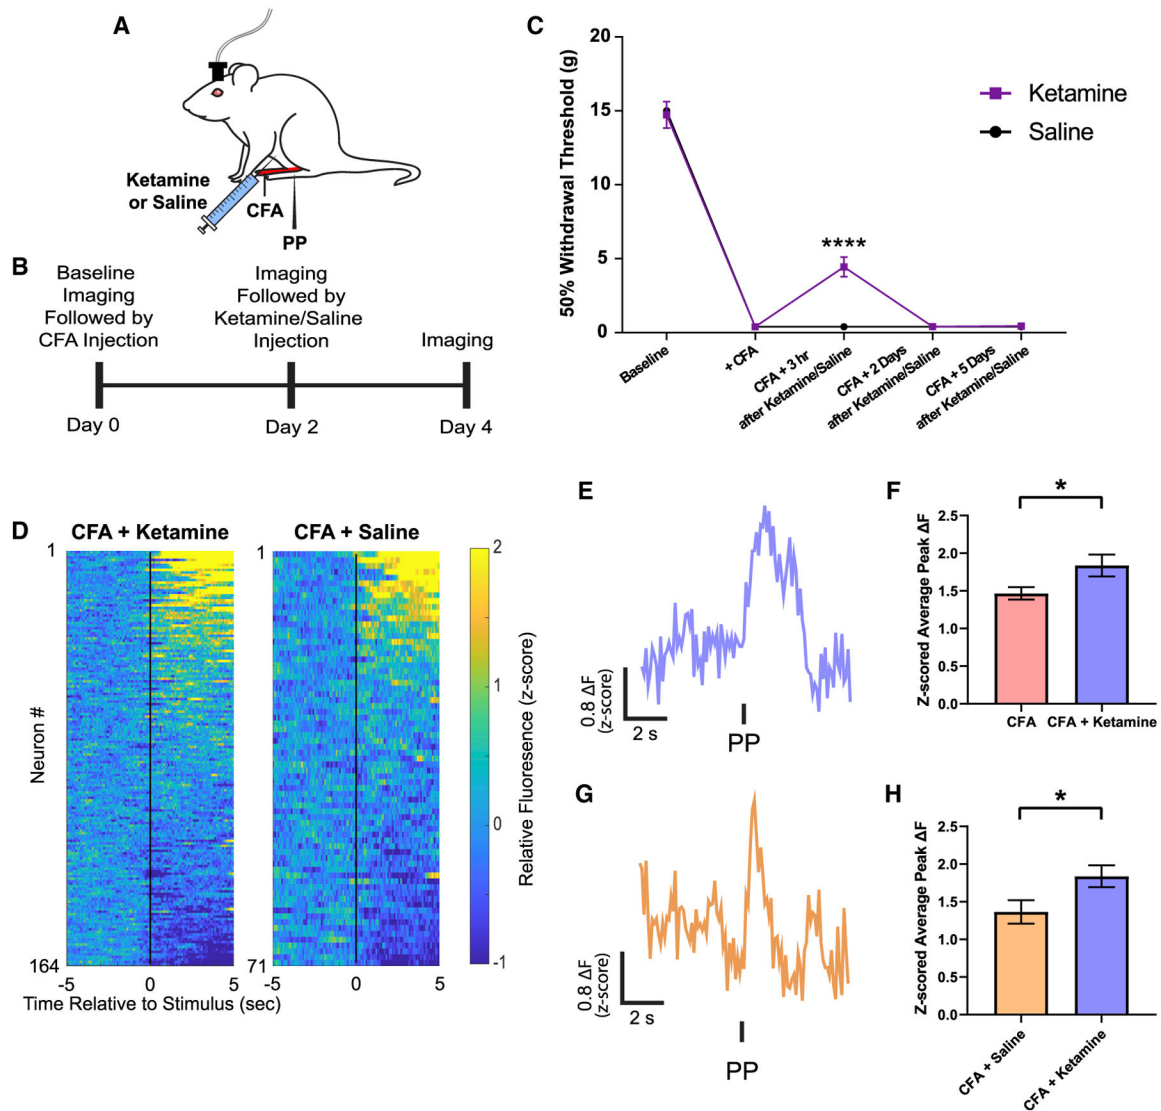 A
Ketamine
or Saline
CFA
PP
B
Baseline
Imaging
Followed by
CFA Injection
Imaging
Followed by
Ketamine/Saline
Injection
Imaging
Day 0
Day 2
Day 4
C
50% Withdrawal Threshold (g)
20
15
10
5
0
****
Ketamine
Saline
Baseline
+ CFA
CFA + 3 hr
after Ketamine/Saline
CFA + 2 Days
after Ketamine/Saline
CFA + 5 Days
after Ketamine/Saline
D
CFA + Ketamine
CFA + Saline
Neuron #
1
164
1
71
-5
0
5
-5
0
5
Time Relative to Stimulus (sec)
2
1
0
-1
Relative Fluoresence (z-score)
E
0.8 ΔF
(z-score)
2 s
PP
F
Z-scored Average Peak ΔF
2.5
2.0
1.5
1.0
0.5
0.0
*
CFA
CFA + Ketamine
G
0.8 ΔF
(z-score)
2 s
PP
H
Z-scored Average Peak ΔF
2.5
2.0
1.5
1.0
0.5
0.0
*
CFA + Saline
CFA + Ketamine